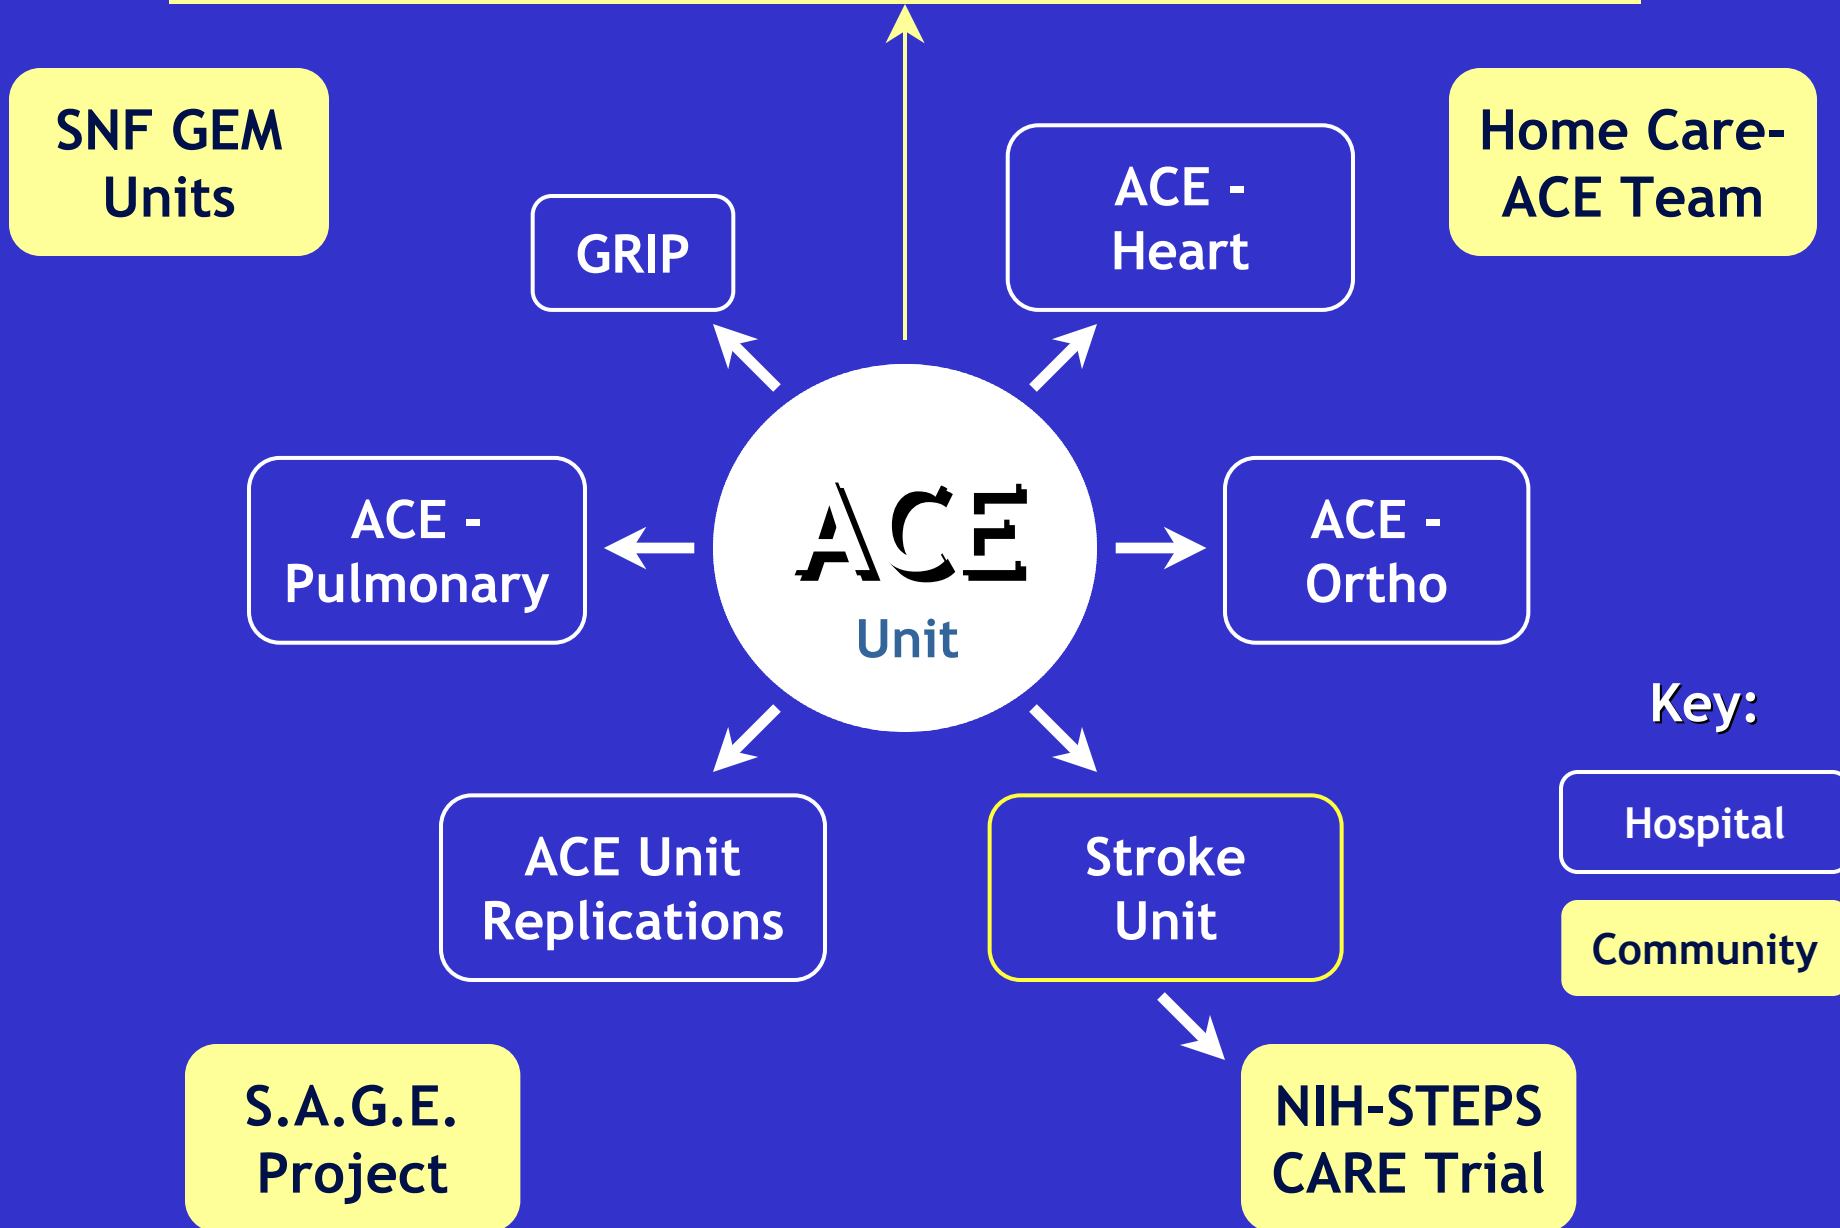 SNF GEM
Units
Home Care-
ACE Team
GRIP
ACE -
Heart
ACE -
Pulmonary
ACE
Unit
ACE -
Ortho
Key:
Hospital
Community
ACE Unit
Replications
Stroke
Unit
S.A.G.E.
Project
NIH-STEPS
CARE Trial